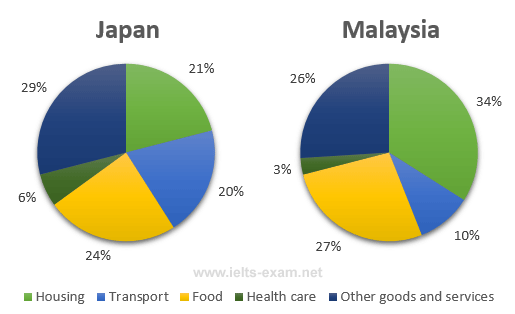 Japan
Malaysia
21%
20%
24%
6%
29%
34%
10%
27%
3%
26%
www.ielts-exam.net
Housing Transport Food Health care Other goods and services